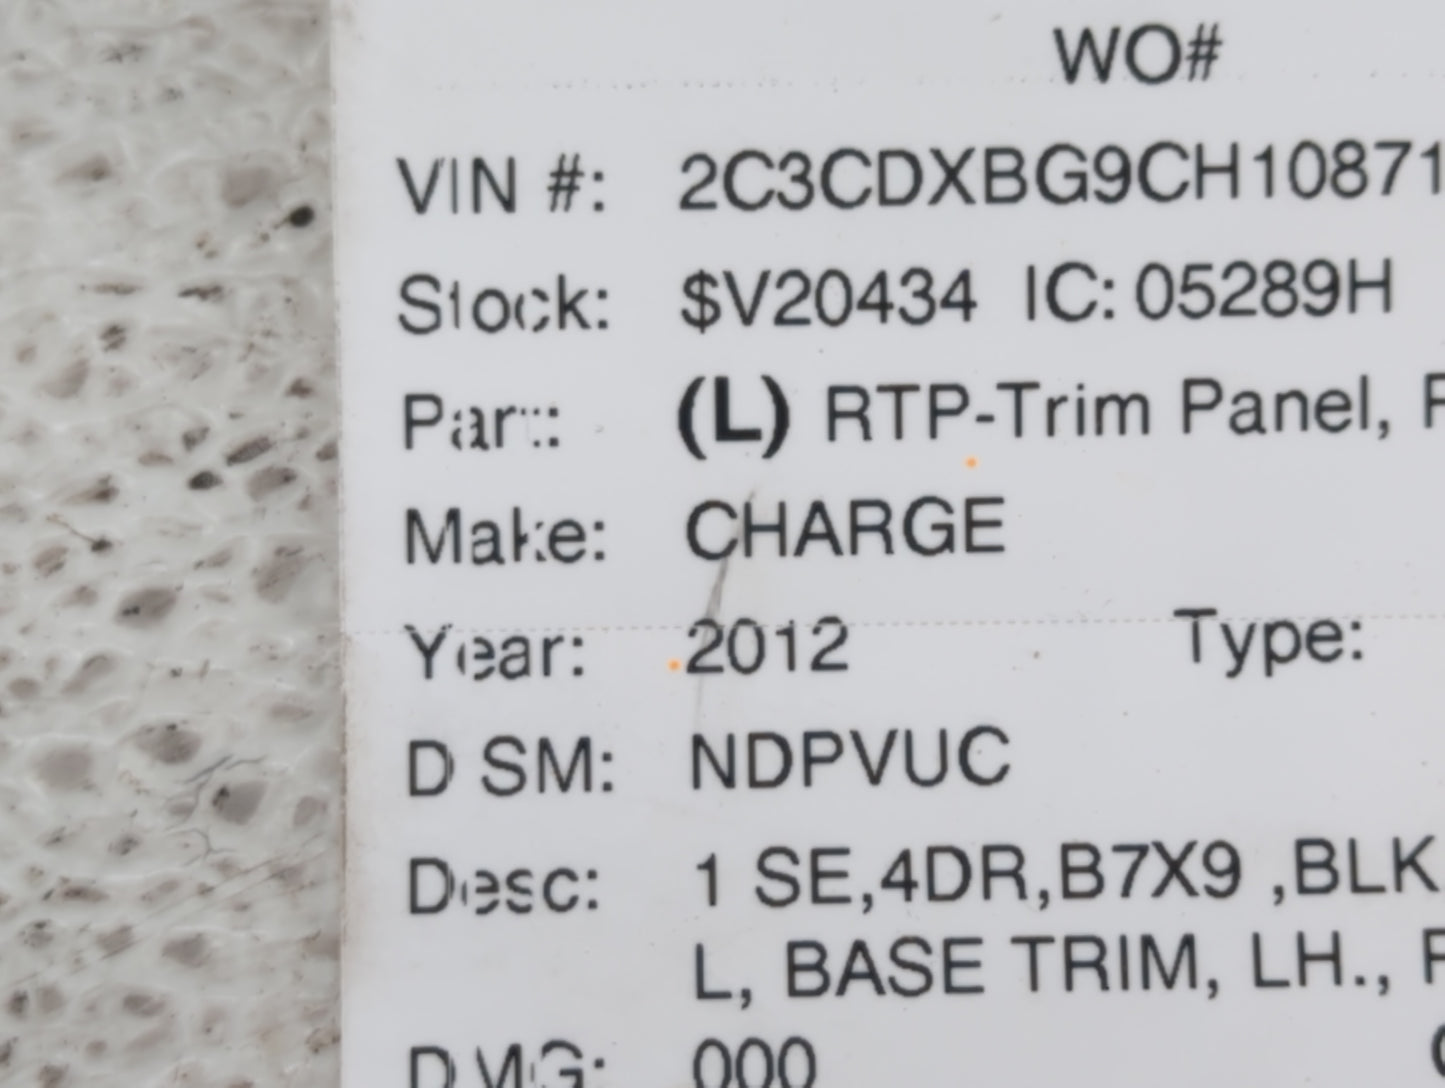 WO#
VIN #: 2C3CDXBG9CH10871
Stock: $V20434 IC: 05289H
Part: (L) RTP-Trim Panel,
Make: CHARGE
Year: 2012 Type:
D SM: NDPVUC
Desc: 1 SE,4DR,B7X9 ,BLK
L, BASE TRIM, LH.,
DMG: 000